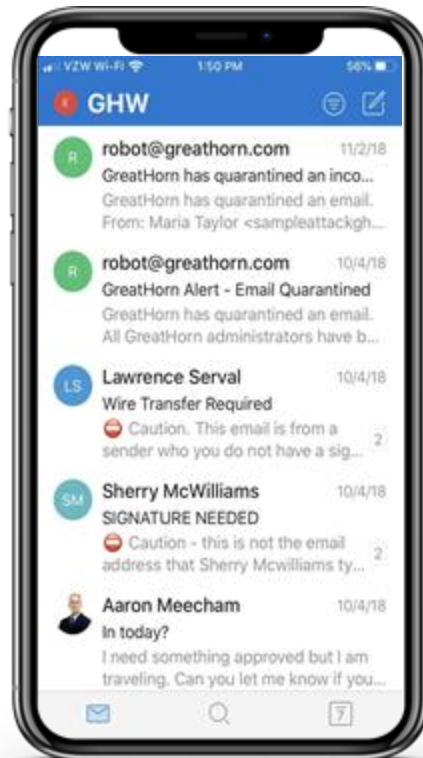 VZW Wi-Fi 1:50 PM 56%
GHW
R robot@greathorn.com 11/2/18
GreatHorn has quarantined an inco...
GreatHorn has quarantined an email.
From: Maria Taylor <sampleattackgh...
R robot@greathorn.com 10/4/18
GreatHorn Alert - Email Quarantined
GreatHorn has quarantined an email.
All GreatHorn administrators have b...
LS Lawrence Serval 10/4/18
Wire Transfer Required
Caution. This email is from a
sender who you do not have a sig... 2
SM Sherry McWilliams 10/4/18
SIGNATURE NEEDED
Caution - this is not the email
address that Sherry Mcwilliams ty... 2
Aaron Meecham 10/4/18
In today?
I need something approved but I am
traveling. Can you let me know if you...
7